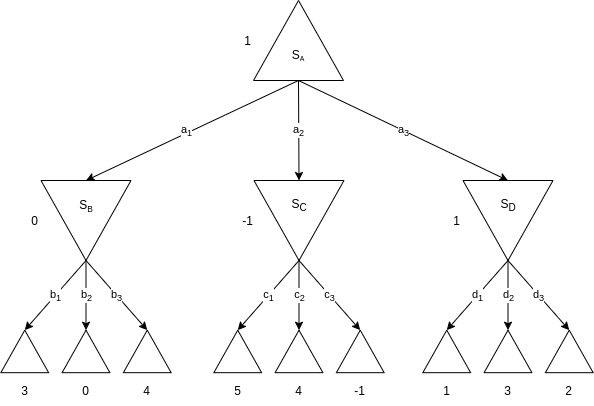 1
S_A
a_1
a_2
a_3
0
S_B
-1
S_C
1
S_D
b_1
b_2
b_3
c_1
c_2
c_3
d_1
d_2
d_3
3
0
4
5
4
-1
1
3
2